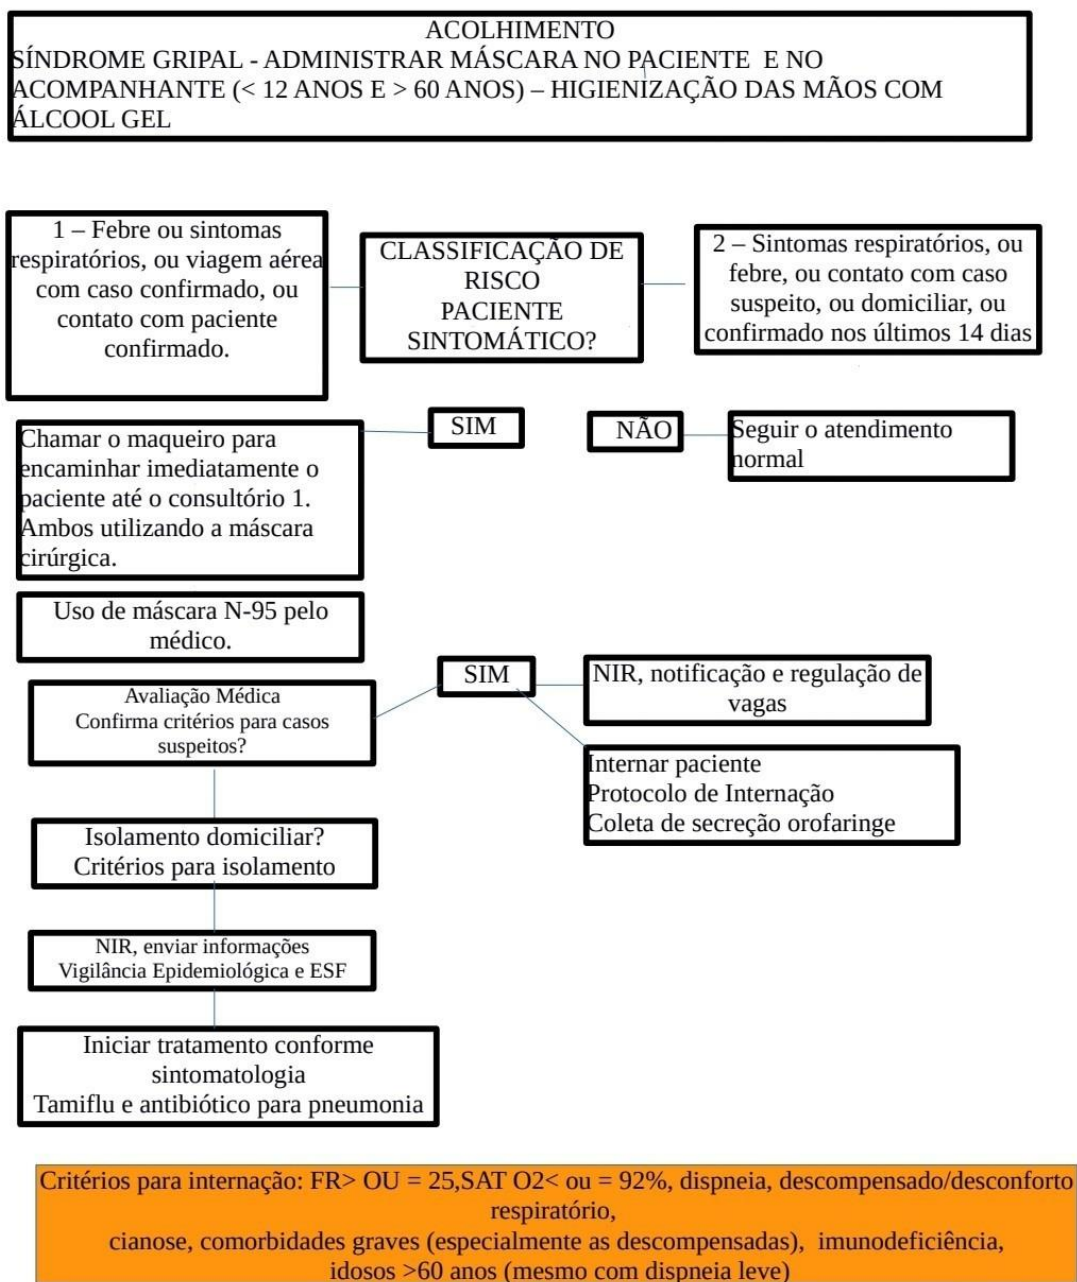 ACOLHIMENTO
SÍNDROME GRIPAL - ADMINISTRAR MÁSCARA NO PACIENTE E NO
ACOMPANHANTE (< 12 ANOS E > 60 ANOS) – HIGIENIZAÇÃO DAS MÃOS COM
ÁLCOOL GEL
1 – Febre ou sintomas
respiratórios, ou viagem aérea
com caso confirmado, ou
contato com paciente
confirmado.
CLASSIFICAÇÃO DE
RISCO
PACIENTE
SINTOMÁTICO?
2 – Sintomas respiratórios, ou
febre, ou contato com caso
suspeito, ou domiciliar, ou
confirmado nos últimos 14 dias
SIM
NÃO
Seguir o atendimento
normal
Chamar o maqueiro para
encaminhar imediatamente o
paciente até o consultório 1.
Ambos utilizando a máscara
cirúrgica.
Uso de máscara N-95 pelo
médico.
Avaliação Médica
Confirma critérios para casos
suspeitos?
SIM
NIR, notificação e regulação de
vagas
Internar paciente
Protocolo de Internação
Coleta de secreção orofaringe
Isolamento domiciliar?
Critérios para isolamento
NIR, enviar informações
Vigilância Epidemiológica e ESF
Iniciar tratamento conforme
sintomatologia
Tamiflu e antibiótico para pneumonia
Critérios para internação: FR> OU = 25,SAT O2< ou = 92%, dispneia, descompensado/desconforto
respiratório,
cianose, comorbidades graves (especialmente as descompensadas), imunodeficiência,
idosos >60 anos (mesmo com dispneia leve)